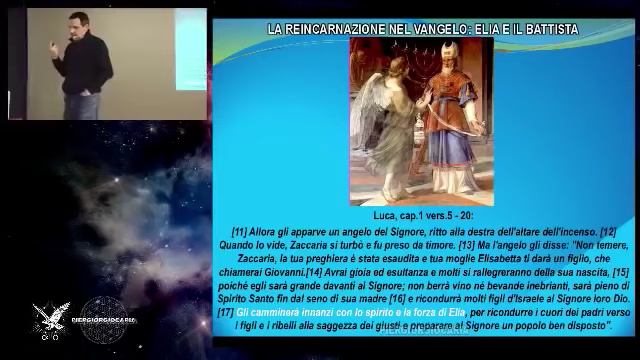 LA REINCARNAZIONE NEL VANGELO: ELIA E IL BATTISTA
Luca, cap.1 vers.5 - 20:
[11] Allora gli apparve un angelo del Signore, ritto alla destra dell'altare dell'incenso. [12]
Quando lo vide, Zaccaria si turbò e fu preso da timore. [13] Ma l'angelo gli disse: "Non temere,
Zaccaria, la tua preghiera è stata esaudita e tua moglie Elisabetta ti darà un figlio, che
chiamerai Giovanni.[14] Avrai gioia ed esultanza e molti si rallegreranno della sua nascita, [15]
poiché egli sarà grande davanti al Signore; non berrà vino né bevande inebrianti, sarà pieno di
Spirito Santo fin dal seno di sua madre [16] e ricondurrà molti figli d'Israele al Signore loro Dio.
[17] Gli camminerà innanzi con lo spirito e la forza di Elia, per ricondurre i cuori dei padri verso
i figli e i ribelli alla saggezza dei giusti e preparare al Signore un popolo ben disposto".
PIERGIORGIOCARIA
PIERGIORGIOCARIA